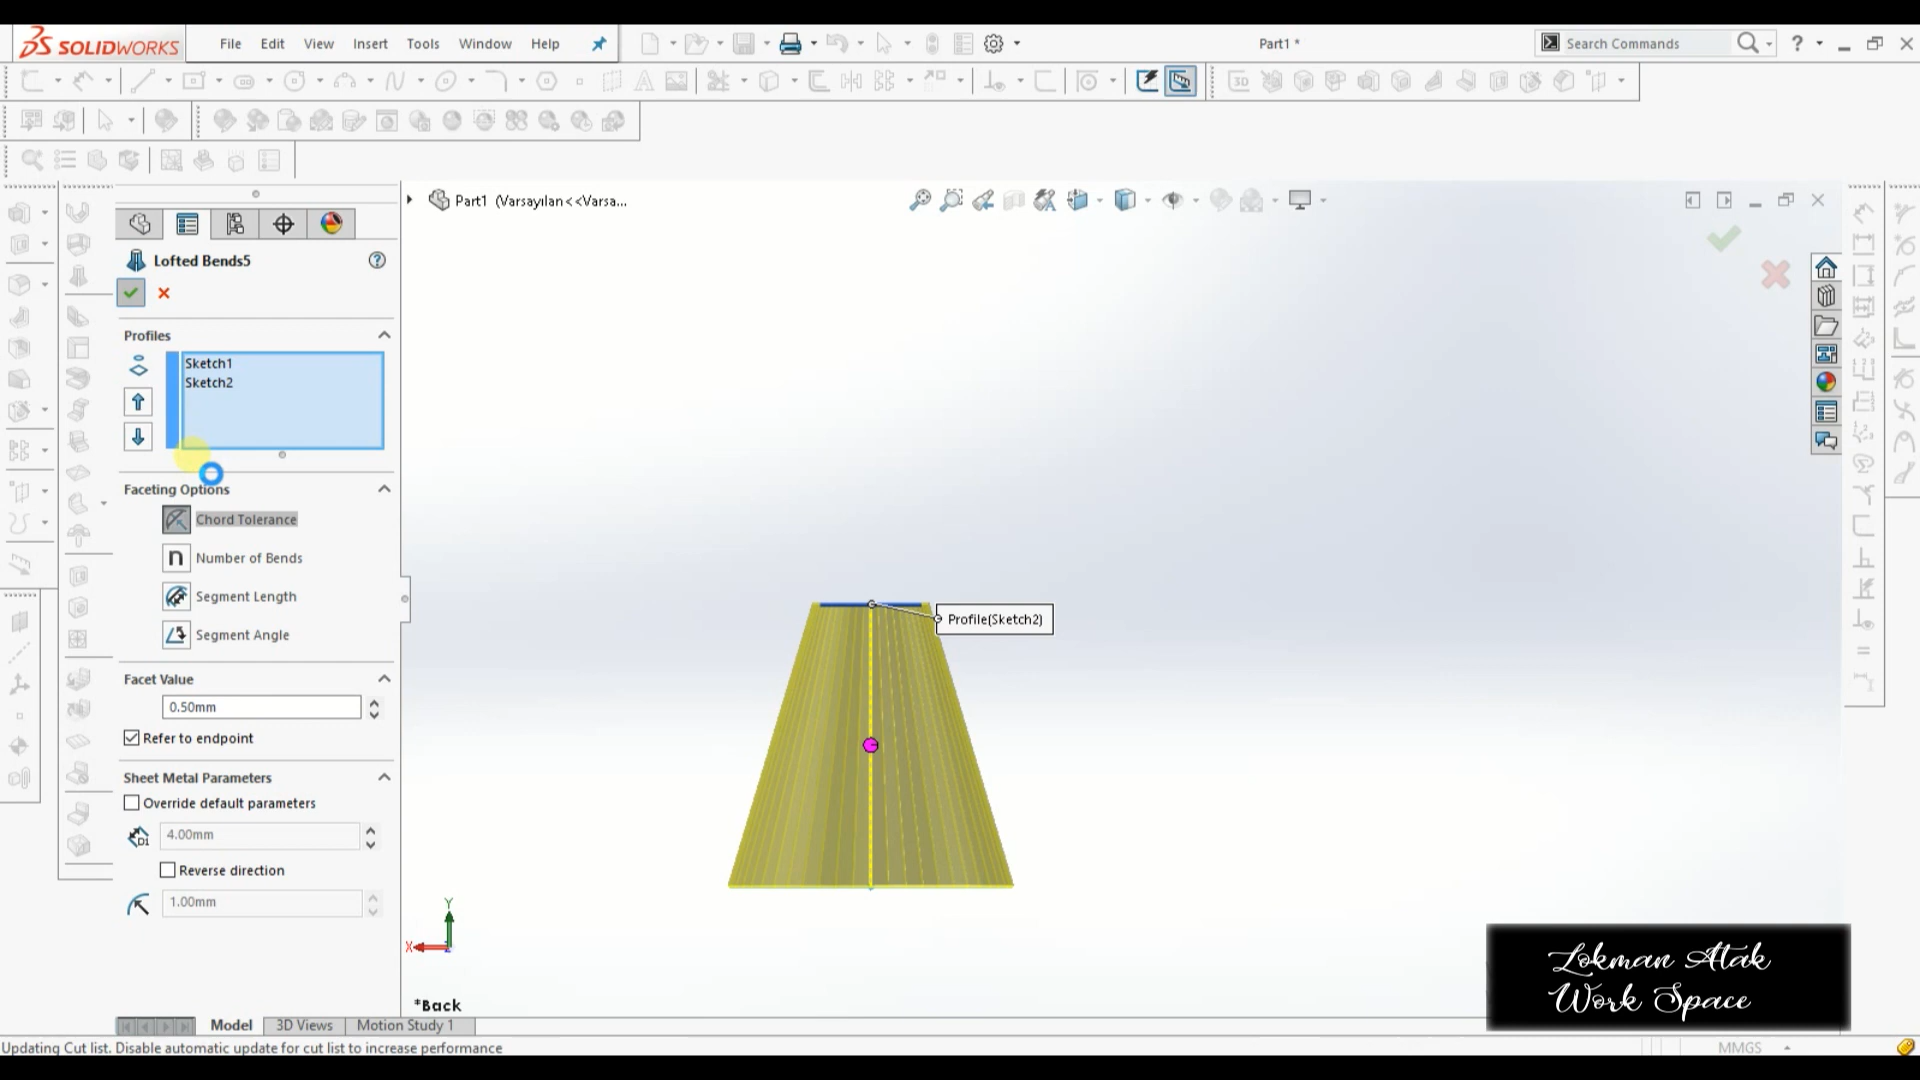 SOLIDWORKS
File Edit View Insert Tools Window Help
Part1 *
Search Commands
?
Part1 (Varsayılan<<Varsa...
Lofted Bends5
Profiles
Sketch1
Sketch2
Faceting Options
Chord Tolerance
n Number of Bends
Segment Length
Segment Angle
Facet Value
0.50mm
Refer to endpoint
Sheet Metal Parameters
Override default parameters
D1 4.00mm
Reverse direction
1.00mm
Profile(Sketch2)
Y
X
*Back
Lokman Atak
Work Space
Model 3D Views Motion Study 1
Updating Cut list. Disable automatic update for cut list to increase performance
MMGS